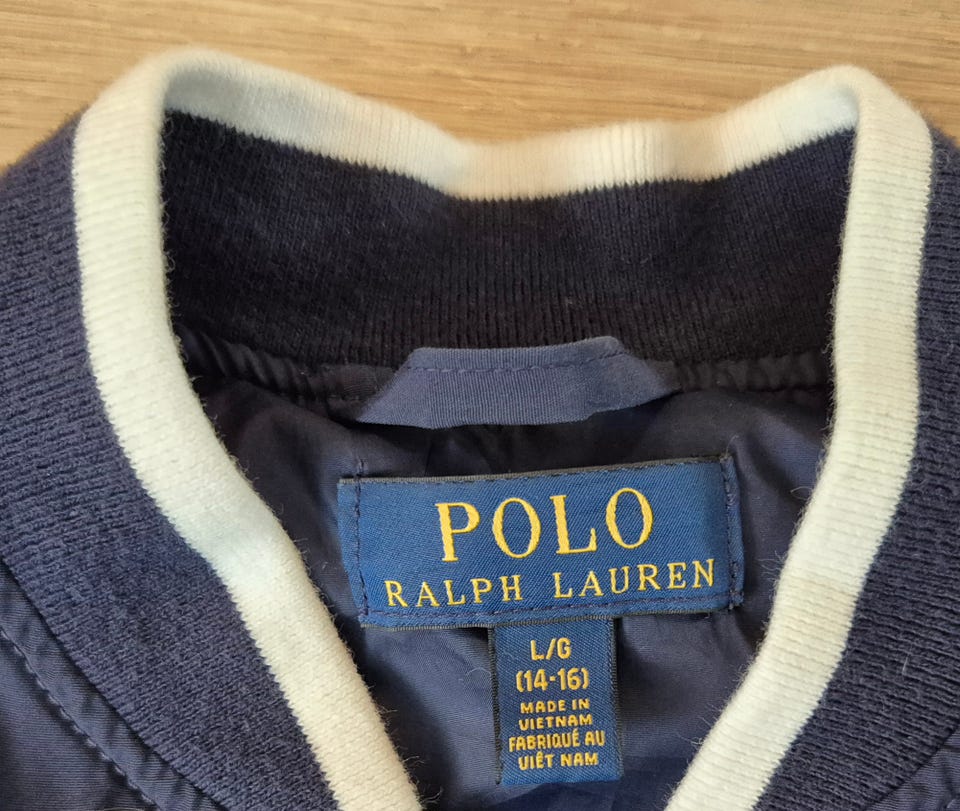 POLO
RALPH LAUREN
L/G
(14-16)
MADE IN
VIETNAM
FABRIQUÉ AU
VIÊT NAM